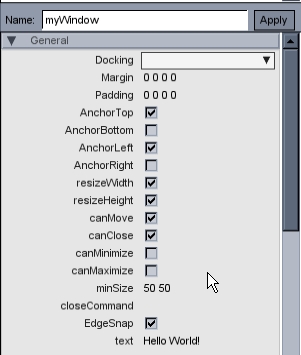 Name: myWindow Apply
General
Docking
Margin 0 0 0 0
Padding 0 0 0 0
AnchorTop
AnchorBottom
AnchorLeft
AnchorRight
resizeWidth
resizeHeight
canMove
canClose
canMinimize
canMaximize
minSize 50 50
closeCommand
EdgeSnap
text Hello World!